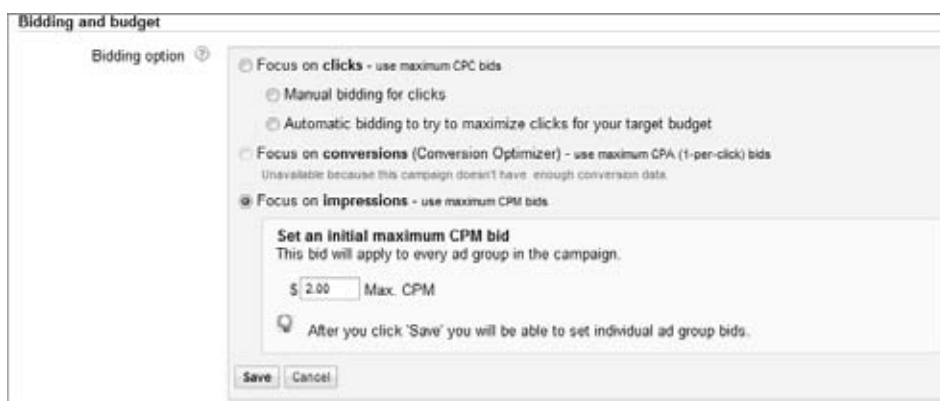 Bidding and budget
Bidding option ?
Focus on clicks - use maximum CPC bids
Manual bidding for clicks
Automatic bidding to try to maximize clicks for your target budget
Focus on conversions (Conversion Optimizer) - use maximum CPA (1-per-click) bids
Unavailable because this campaign doesn't have enough conversion data.
Focus on impressions - use maximum CPM bids
Set an initial maximum CPM bid
This bid will apply to every ad group in the campaign.
$ 2.00 Max. CPM
After you click 'Save' you will be able to set individual ad group bids.
Save Cancel